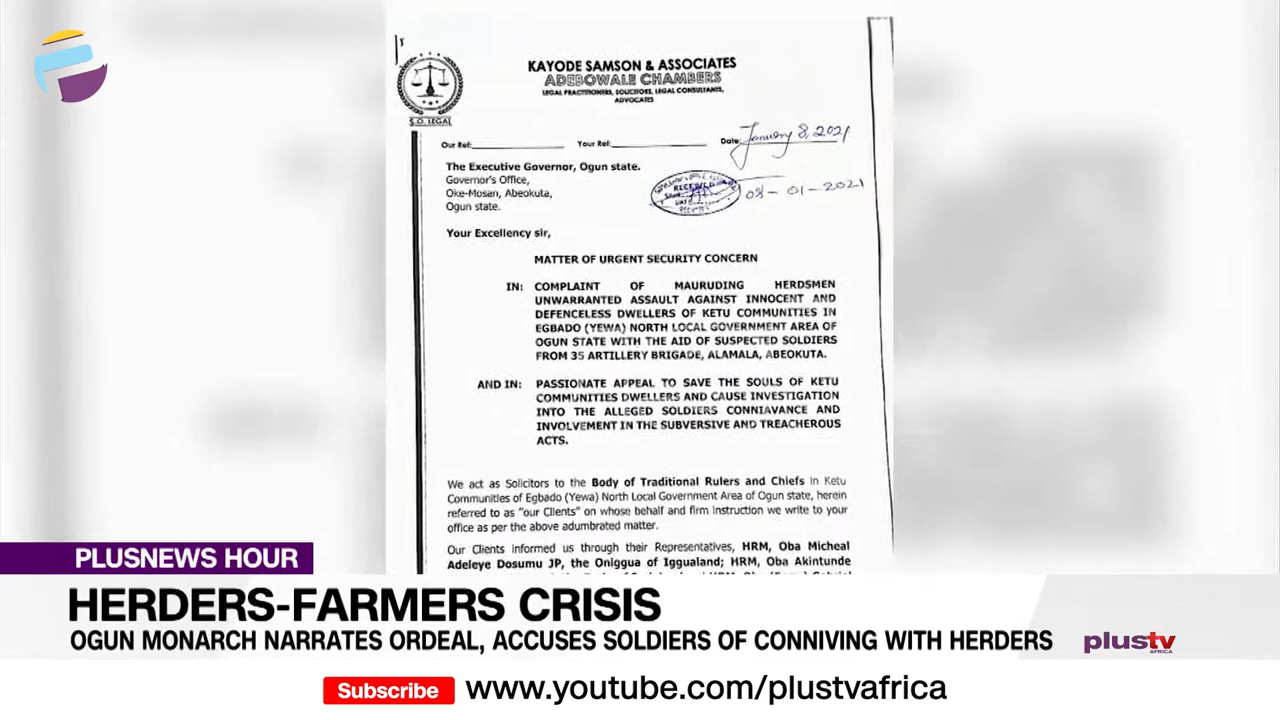 KAYODE SAMSON & ASSOCIATES
ADEBOWALE CHAMBERS
LEGAL PRACTITIONERS, SOLICITORS, LEGAL CONSULTANTS,
ADVOCATES
S.O. LEGAL
Our Ref: Your Ref: Date: January 8, 2021
The Executive Governor, Ogun state.
Governor's Office,
Oke-Mosan, Abeokuta,
Ogun state.
RECEIVED
DATE
08-01-2021
Your Excellency sir,
MATTER OF URGENT SECURITY CONCERN
IN: COMPLAINT OF MAURUDING HERDSMEN
UNWARRANTED ASSAULT AGAINST INNOCENT AND
DEFENCELESS DWELLERS OF KETU COMMUNITIES IN
EGBADO (YEWA) NORTH LOCAL GOVERNMENT AREA OF
OGUN STATE WITH THE AID OF SUSPECTED SOLDIERS
FROM 35 ARTILLERY BRIGADE, ALAMALA, ABEOKUTA.
AND IN: PASSIONATE APPEAL TO SAVE THE SOULS OF KETU
COMMUNITIES DWELLERS AND CAUSE INVESTIGATION
INTO THE ALLEGED SOLDIERS CONNIAVANCE AND
INVOLVEMENT IN THE SUBVERSIVE AND TREACHEROUS
ACTS.
We act as Solicitors to the Body of Traditional Rulers and Chiefs in Ketu
Communities of Egbado (Yewa) North Local Government Area of Ogun state, herein
referred to as "our Clients" on whose behalf and firm instruction we write to your
office as per the above adumbrated matter.
Our Clients informed us through their Representatives, HRM, Oba Micheal
Adeleye Dosumu JP, the Oniggua of Iggualand; HRM, Oba Akintunde
PLUSNEWS HOUR
HERDERS-FARMERS CRISIS
OGUN MONARCH NARRATES ORDEAL, ACCUSES SOLDIERS OF CONNIVING WITH HERDERS
plustv
AFRICA
Subscribe www.youtube.com/plustvafrica